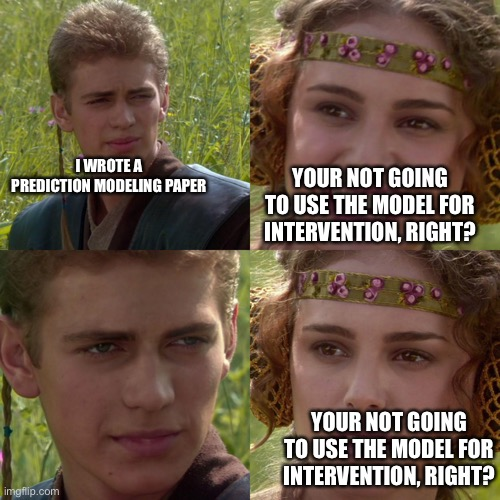 I WROTE A
PREDICTION MODELING PAPER
YOUR NOT GOING
TO USE THE MODEL FOR
INTERVENTION, RIGHT?
YOUR NOT GOING
TO USE THE MODEL FOR
INTERVENTION, RIGHT?
imgflip.com